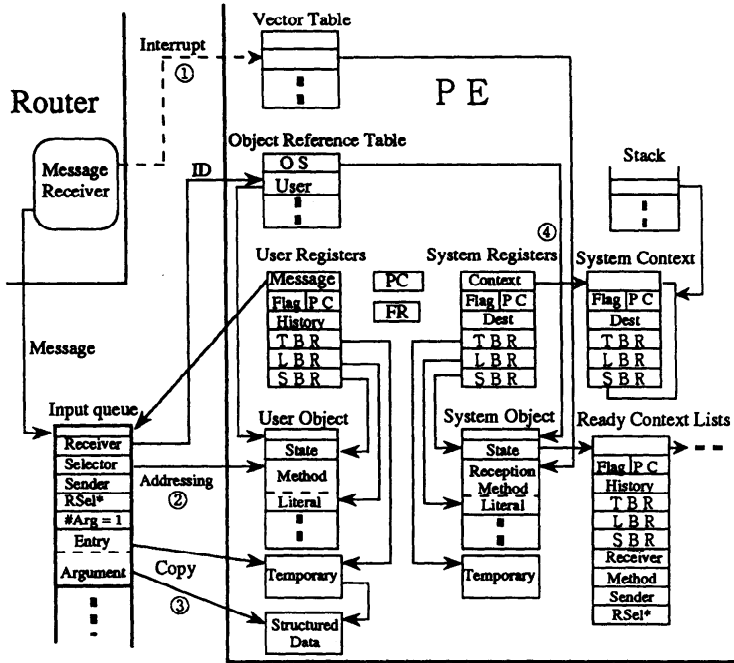 Vector Table
Interrupt
①
P E
Router
Message
Receiver
Object Reference Table
O S
User
ID
Stack
④
User Registers
Message
Flag P C
History
T B R
L B R
S B R
PC
FR
System Registers
Context
Flag P C
Dest
T B R
L B R
S B R
System Context
Flag P C
Dest
T B R
L B R
S B R
Message
Input queue
Receiver
Selector
Sender
RSel*
#Arg = 1
Entry
Argument
Addressing
②
Copy
③
User Object
State
Method
Literal
Temporary
Structured
Data
System Object
State
Reception
Method
Literal
Temporary
Ready Context Lists
Flag P C
History
T B R
L B R
S B R
Receiver
Method
Sender
RSel*